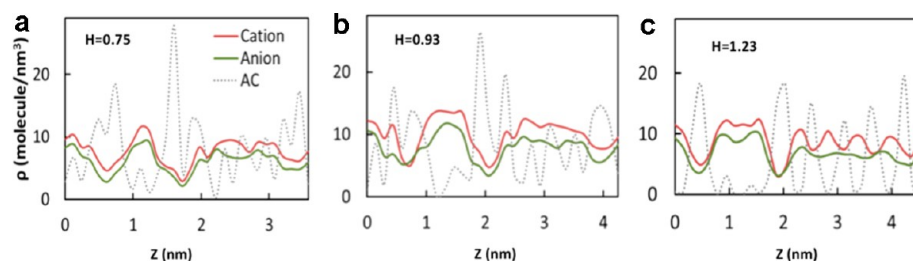 a
H=0.75
Cation
Anion
AC
ρ (molecule/nm³)
20
10
0
0 1 2 3
Z (nm)
b
H=0.93
20
10
0
0 1 2 3 4
Z (nm)
c
H=1.23
20
10
0
0 1 2 3 4
Z (nm)